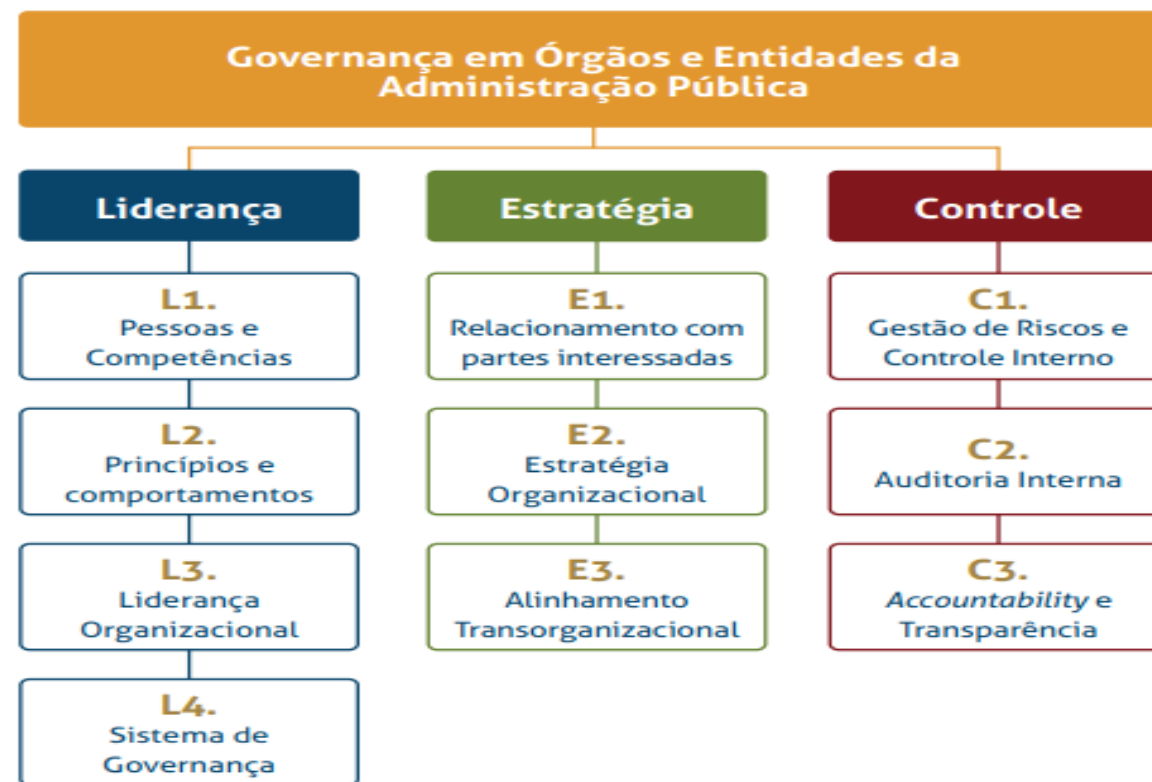 Governança em Órgãos e Entidades da
Administração Pública
Liderança
L1.
Pessoas e
Competências
L2.
Princípios e
comportamentos
L3.
Liderança
Organizacional
L4.
Sistema de
Governança
Estratégia
E1.
Relacionamento com
partes interessadas
E2.
Estratégia
Organizacional
E3.
Alinhamento
Transorganizacional
Controle
C1.
Gestão de Riscos e
Controle Interno
C2.
Auditoria Interna
C3.
Accountability e
Transparência